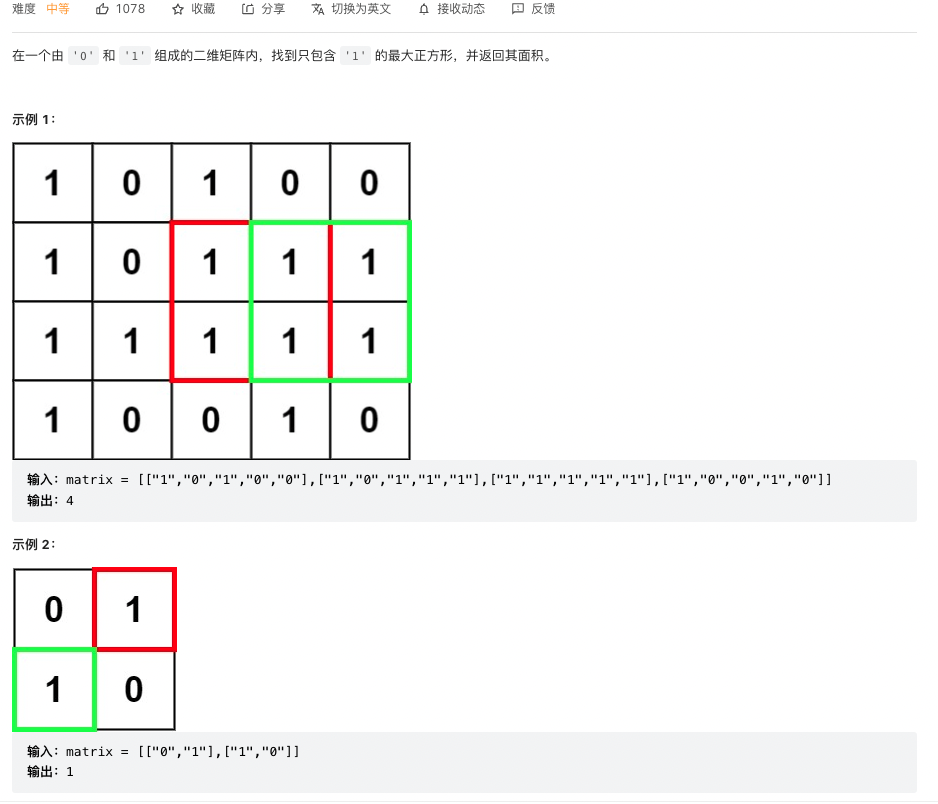 难度 中等 1078 收藏 分享 切换为英文 接收动态 反馈
在一个由 '0' 和 '1' 组成的二维矩阵内，找到只包含 '1' 的最大正方形，并返回其面积。
示例 1：
1 0 1 0 0
1 0 1 1 1
1 1 1 1 1
1 0 0 1 0
输入：matrix = [["1","0","1","0","0"],["1","0","1","1","1"],["1","1","1","1","1"],["1","0","0","1","0"]]
输出：4
示例 2：
0 1
1 0
输入：matrix = [["0","1"],["1","0"]]
输出：1